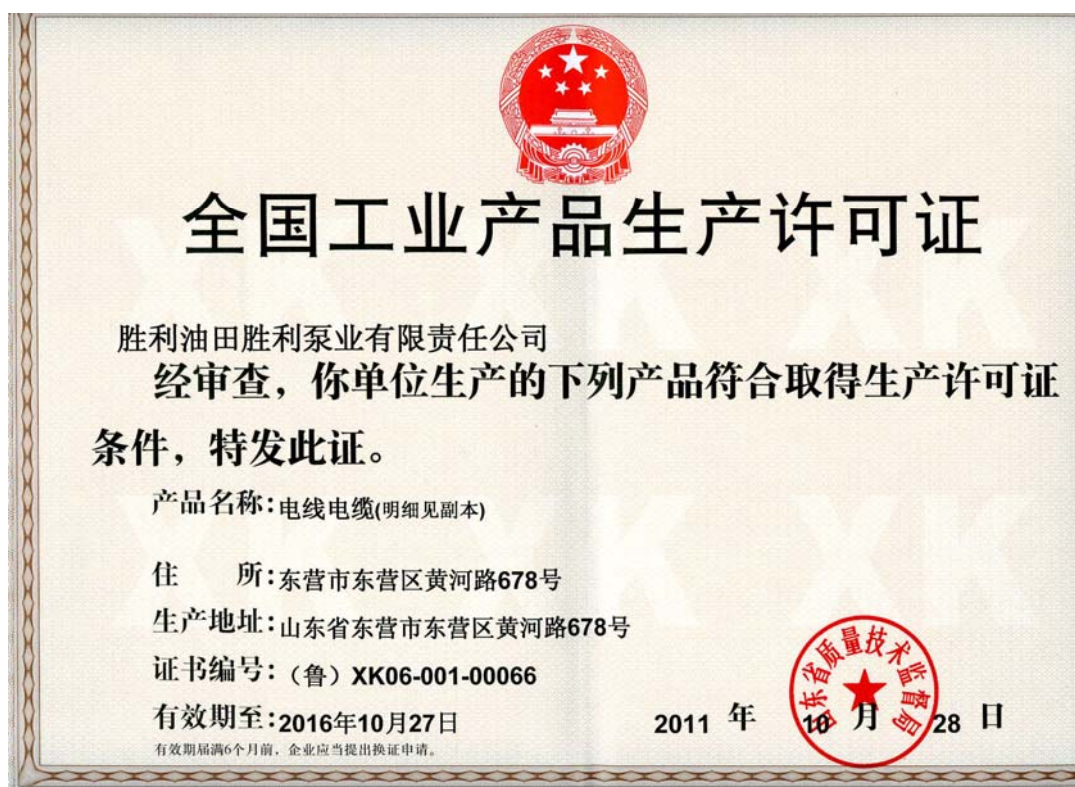 全国工业产品生产许可证
胜利油田胜利泵业有限责任公司
经审查，你单位生产的下列产品符合取得生产许可证
条件，特发此证。
产品名称：电线电缆(明细见副本)
住 所：东营市东营区黄河路678号
生产地址：山东省东营市东营区黄河路678号
证书编号：（鲁）XK06-001-00066
有效期至：2016年10月27日
有效期届满6个月前，企业应当提出换证申请。
2011 年 10 月 28 日
山东省质量技术监督局
XK XK XK
XK XK XK